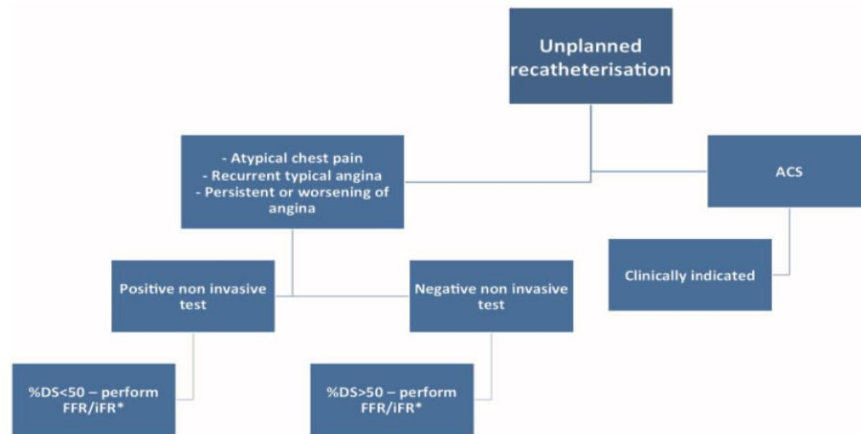 Unplanned
recatheterisation
- Atypical chest pain
- Recurrent typical angina
- Persistent or worsening of
angina
ACS
Clinically indicated
Positive non invasive
test
Negative non invasive
test
%DS<50 – perform
FFR/iFR*
%DS>50 – perform
FFR/iFR*